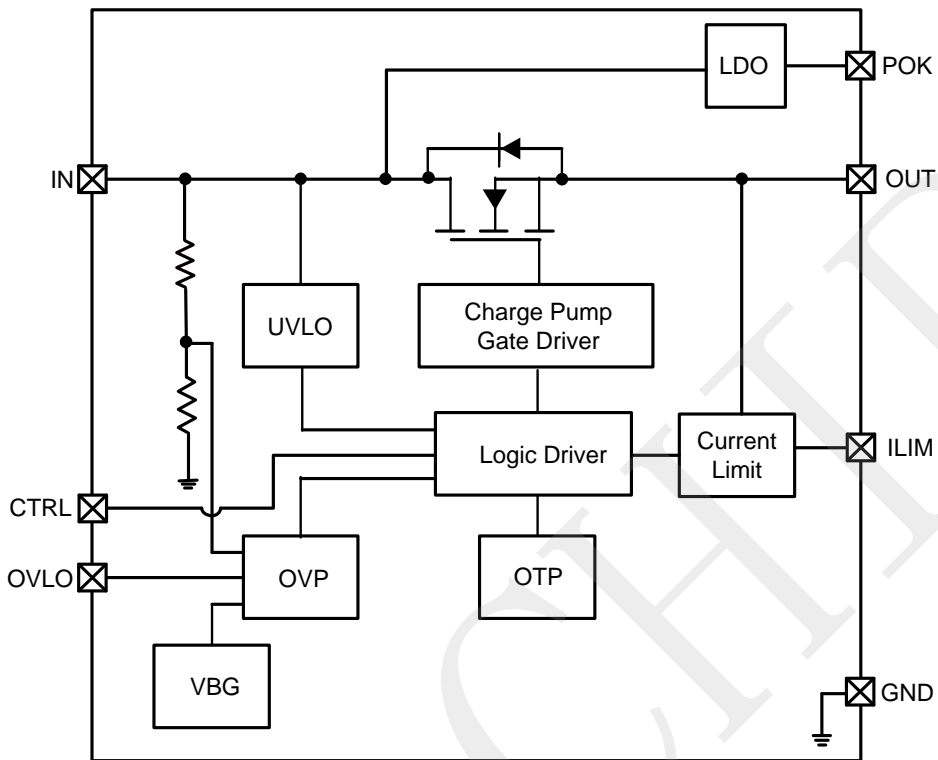 LDO
POK
IN
OUT
UVLO
Charge Pump
Gate Driver
Logic Driver
Current
Limit
ILIM
CTRL
OVLO
OVP
OTP
VBG
GND